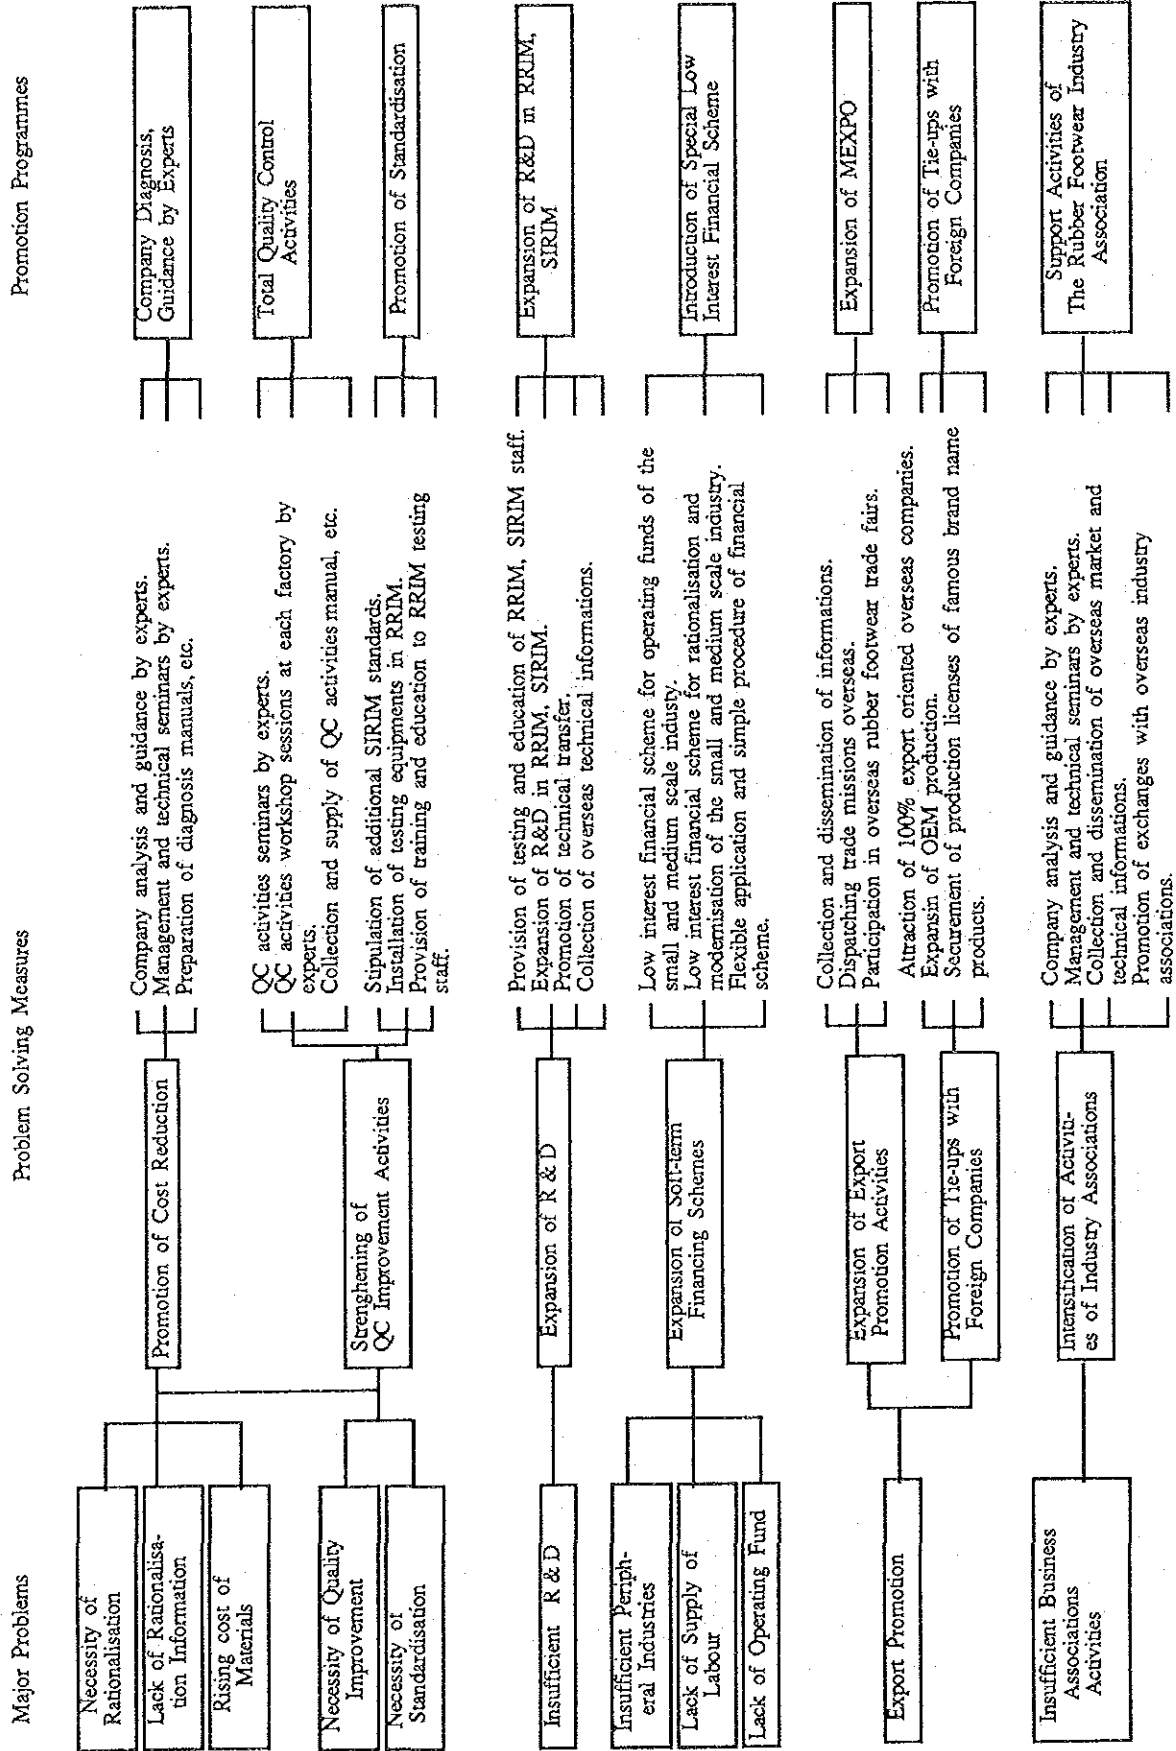 Major Problems
Problem Solving Measures
Promotion Programmes
Necessity of
Rationalisation
Lack of Rationalisa-
tion Information
Rising cost of
Materials
Promotion of Cost Reduction
Company analysis and guidance by experts.
Management and technical seminars by experts.
Preparation of diagnosis manuals, etc.
Company Diagnosis,
Guidance by Experts
Necessity of Quality
Improvement
Necessity of
Standardisation
Strenghening of
QC Improvement Activities
QC activities seminars by experts.
QC activities workshop sessions at each factory by
experts.
Collection and supply of QC activities manual, etc.
Total Quality Control
Activities
Stipulation of additional SIRIM standards.
Installation of testing equipments in RRIM.
Provision of training and education to RRIM testing
staff.
Promotion of Standardisation
Insufficient R & D
Expansion of R & D
Provision of testing and education of RRIM, SIRIM staff.
Expansion of R&D in RRIM, SIRIM.
Promotion of technical transfer.
Collection of overseas technical informations.
Expansion of R&D in RRIM,
SIRIM
Insufficient Periph-
eral Industries
Lack of Supply of
Labour
Lack of Operating Fund
Expansion of Soft-term
Financing Schemes
Low interest financial scheme for operating funds of the
small and medium scale industy.
Low interest financial scheme for rationalisation and
modernisation of the small and medium scale industry.
Flexible application and simple procedure of financial
scheme.
Introduction of Special Low
Interest Financial Scheme
Export Promotion
Expansion of Export
Promotion Activities
Collection and dissemination of informations.
Dispatching trade misions overseas.
Participation in overseas rubber footwear trade fairs.
Expansion of MEXPO
Promotion of Tie-ups with
Foreign Companies
Attraction of 100% export oriented overseas companies.
Expansin of OEM production.
Securement of production licenses of famous brand name
products.
Promotion of Tie-ups with
Foreign Companies
Insufficient Business
Associations
Activities
Intensification of Activiti-
es of Industry Associations
Company analysis and guidance by experts.
Management and technical seminars by experts.
Collection and dissemination of overseas market and
technical informations.
Promotion of exchanges with overseas industry
associations.
Support Activities of
The Rubber Footwear Industry
Association